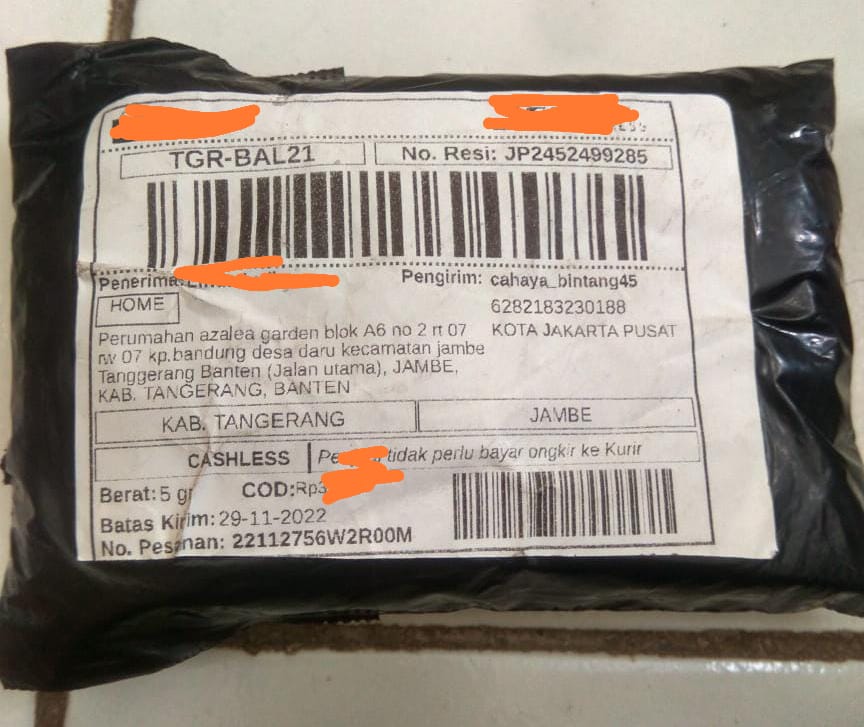 TGR-BAL21
No. Resi: JP2452499285
Penerima:
Pengirim: cahaya_bintang45
HOME
6282183230188
KOTA JAKARTA PUSAT
Perumahan azalea garden blok A6 no 2 rt 07
rw 07 kp.bandung desa daru kecamatan jambe
Tanggerang Banten (Jalan utama), JAMBE,
KAB. TANGERANG, BANTEN
KAB. TANGERANG
JAMBE
CASHLESS
tidak perlu bayar ongkir ke Kurir
Berat: 5 gr
COD:Rp3
Batas Kirim: 29-11-2022
No. Pesanan: 22112756W2R00M